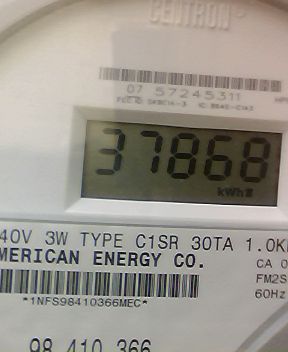 CENTRON
07 57245311
37868
kWh
40V 3W TYPE C1SR 30TA 1.0K
MERICAN ENERGY CO.
CA 0
FM2S
60Hz
*1NFS98410366MEC*
98 410 366